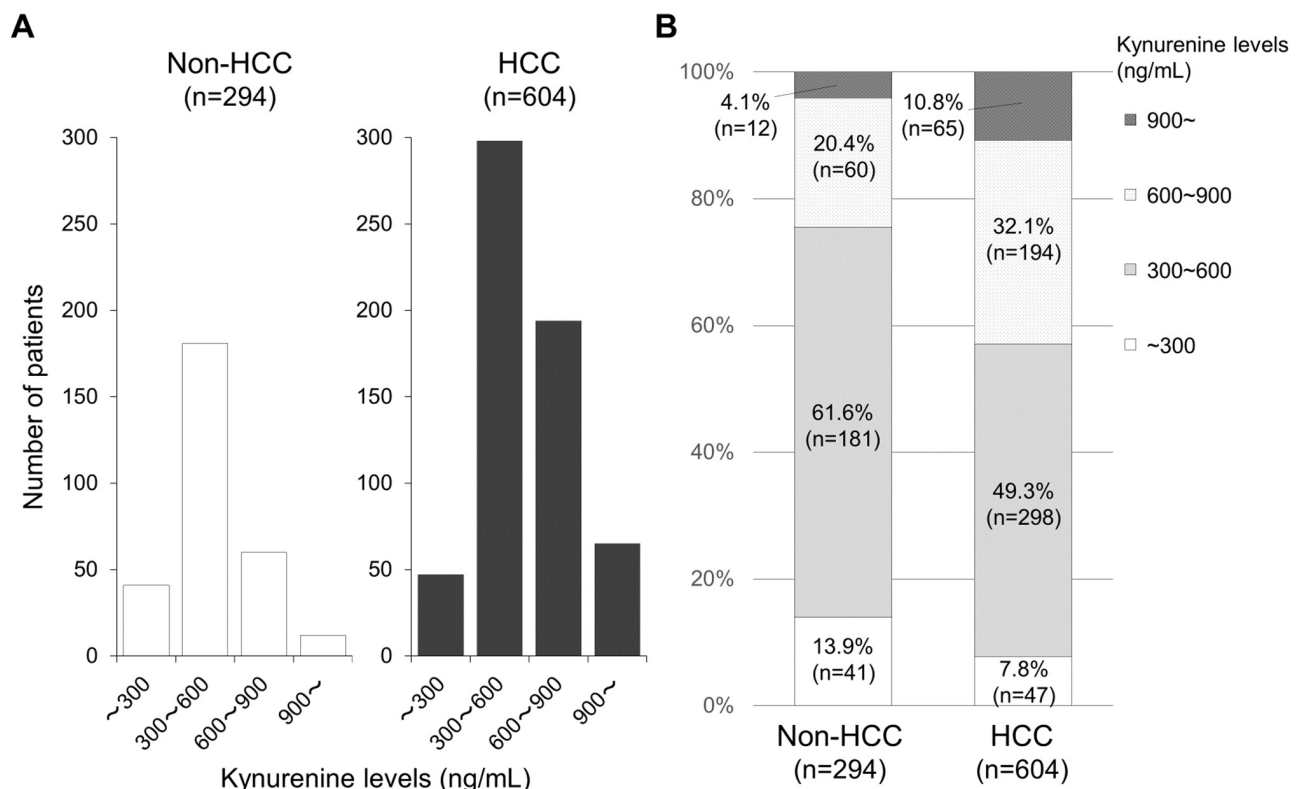 A
Non-HCC
(n=294)
HCC
(n=604)
Number of patients
300
250
200
150
100
50
0
～300
300～600
600～900
900～
300
250
200
150
100
50
0
～300
300～600
600～900
900～
Kynurenine levels (ng/mL)
B
Kynurenine levels
(ng/mL)
900~
600~900
300~600
~300
100%
80%
60%
40%
20%
0%
4.1%
(n=12)
20.4%
(n=60)
61.6%
(n=181)
13.9%
(n=41)
10.8%
(n=65)
32.1%
(n=194)
49.3%
(n=298)
7.8%
(n=47)
Non-HCC
(n=294)
HCC
(n=604)